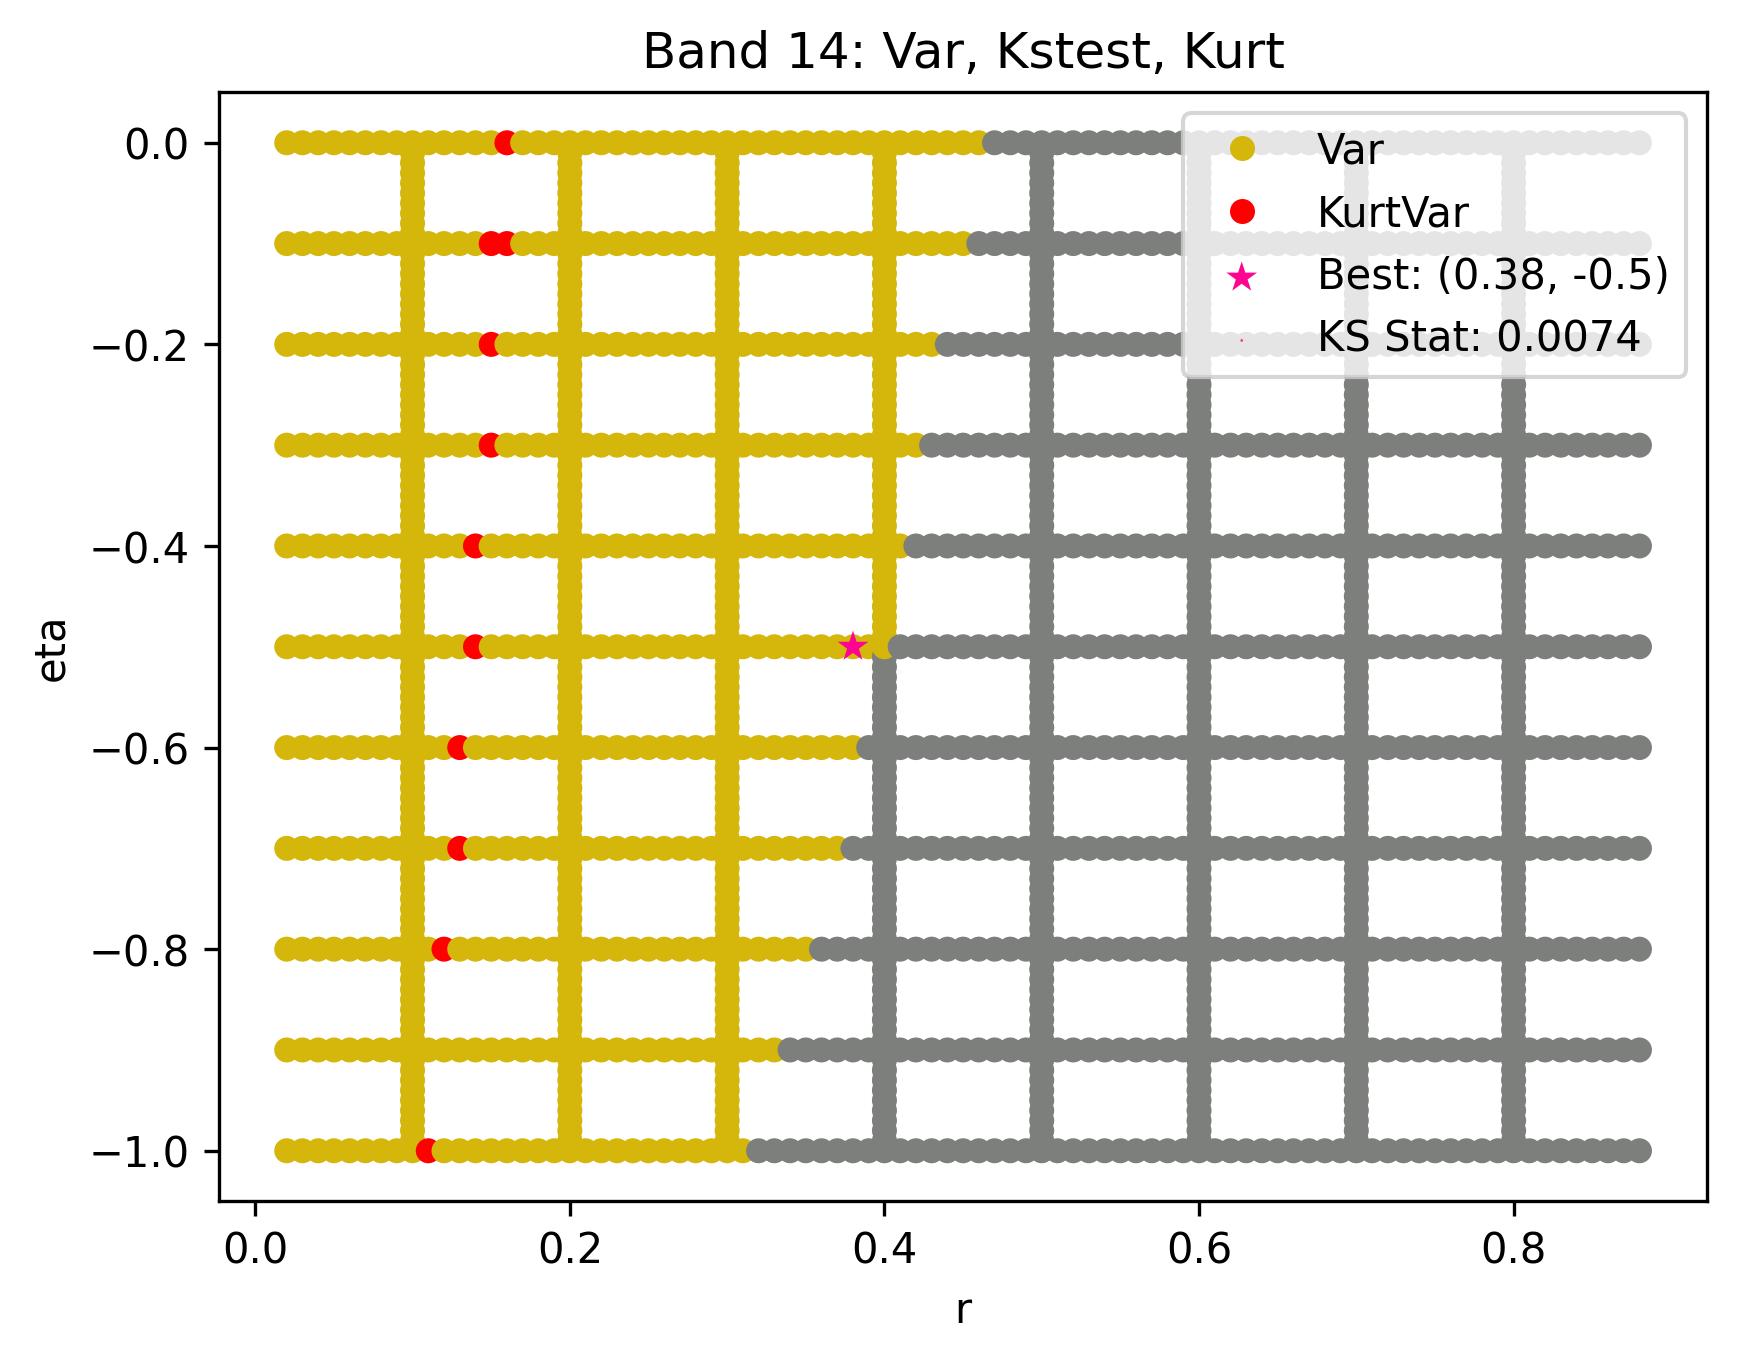 Band 14: Var, Kstest, Kurt
Var
KurtVar
Best: (0.38, -0.5)
KS Stat: 0.0074
eta
0.0
−0.2
−0.4
−0.6
−0.8
−1.0
0.0 0.2 0.4 0.6 0.8
r